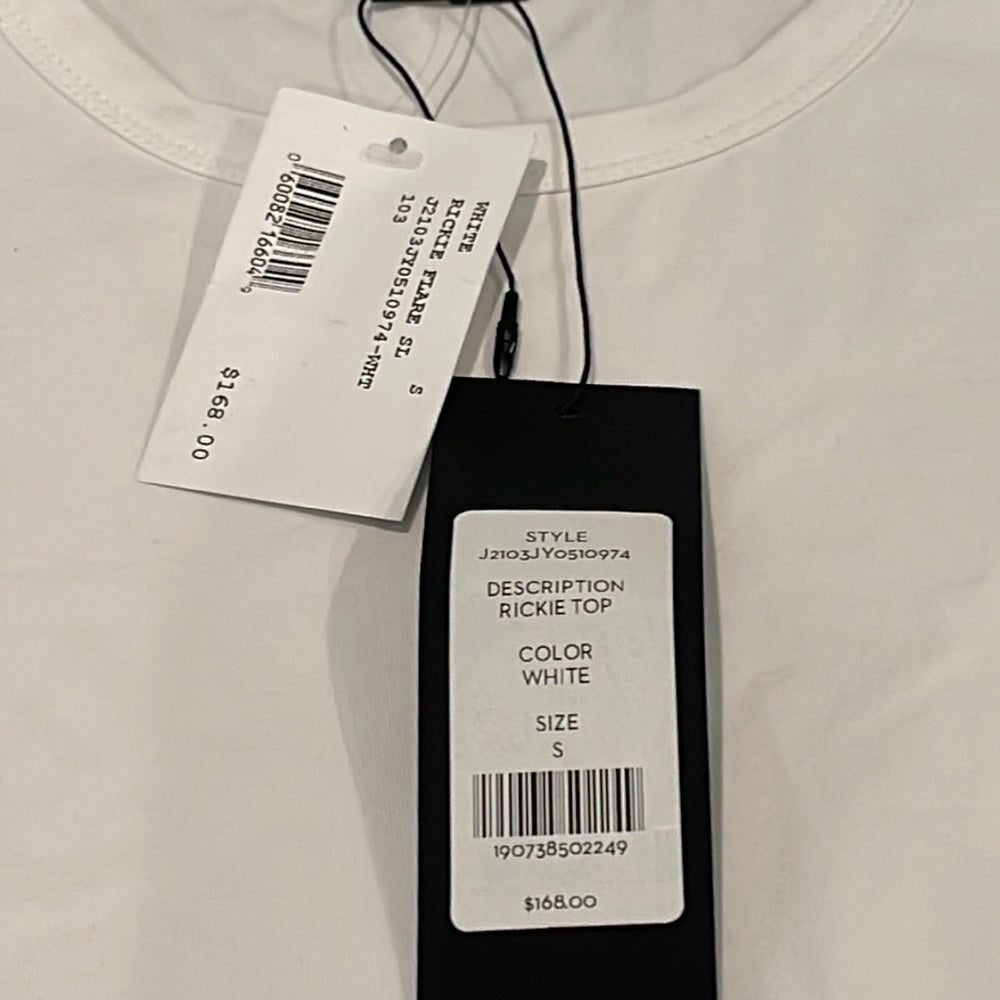 WHITE
RICKIE FLARE SL S
J2103JY0510974-WHT
103
0 60082 16604 9
$168.00
STYLE
J2103JY0510974
DESCRIPTION
RICKIE TOP
COLOR
WHITE
SIZE
S
190738502249
$168.00